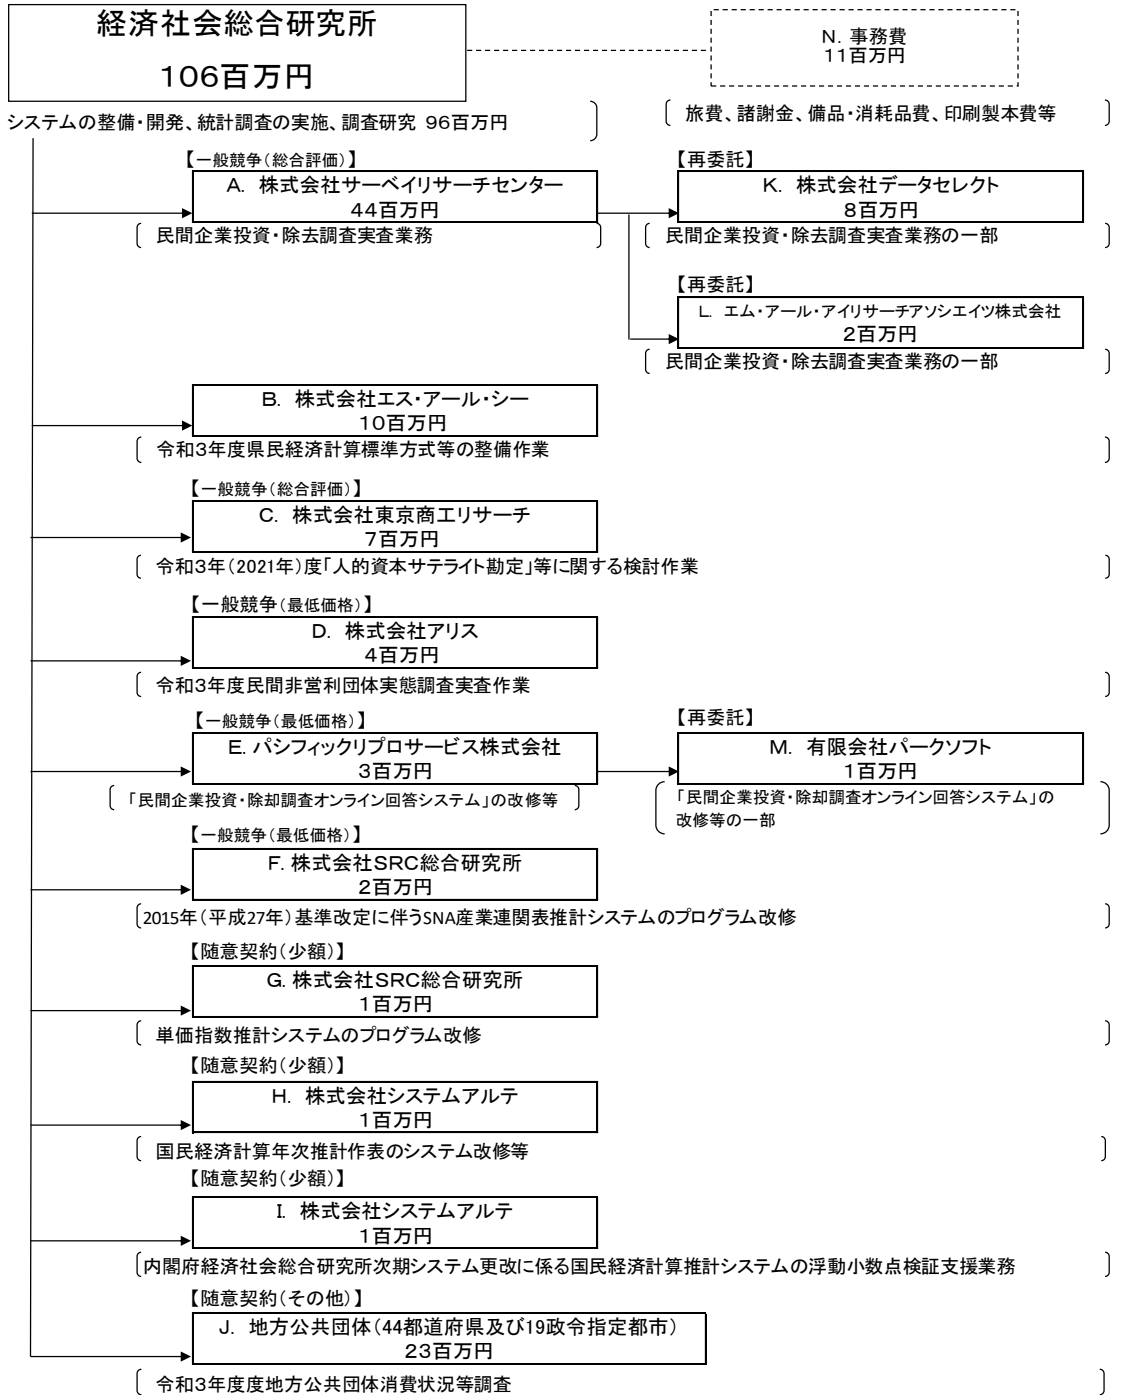 経済社会総合研究所
106百万円
N. 事務費
11百万円
システムの整備・開発、統計調査の実施、調査研究 96百万円
旅費、諸謝金、備品・消耗品費、印刷製本費等
【一般競争(総合評価)】
A. 株式会社サーベイリサーチセンター
44百万円
民間企業投資・除去調査実査業務
【再委託】
K. 株式会社データセレクト
8百万円
民間企業投資・除去調査実査業務の一部
【再委託】
L. エム・アール・アイリサーチアソシエイツ株式会社
2百万円
民間企業投資・除去調査実査業務の一部
B. 株式会社エス・アール・シー
10百万円
令和3年度県民経済計算標準方式等の整備作業
【一般競争(総合評価)】
C. 株式会社東京商工リサーチ
7百万円
令和3年(2021年)度「人的資本サテライト勘定」等に関する検討作業
【一般競争(最低価格)】
D. 株式会社アリス
4百万円
令和3年度民間非営利団体実態調査実査作業
【一般競争(最低価格)】
E. パシフィックリプロサービス株式会社
3百万円
「民間企業投資・除却調査オンライン回答システム」の改修等
【再委託】
M. 有限会社パークソフト
1百万円
「民間企業投資・除却調査オンライン回答システム」の
改修等の一部
【一般競争(最低価格)】
F. 株式会社SRC総合研究所
2百万円
2015年(平成27年)基準改定に伴うSNA産業連関表推計システムのプログラム改修
【随意契約(少額)】
G. 株式会社SRC総合研究所
1百万円
単価指数推計システムのプログラム改修
【随意契約(少額)】
H. 株式会社システムアルテ
1百万円
国民経済計算年次推計作表のシステム改修等
【随意契約(少額)】
I. 株式会社システムアルテ
1百万円
内閣府経済社会総合研究所次期システム更改に係る国民経済計算推計システムの浮動小数点検証支援業務
【随意契約(その他)】
J. 地方公共団体(44都道府県及び19政令指定都市)
23百万円
令和3年度度地方公共団体消費状況等調査